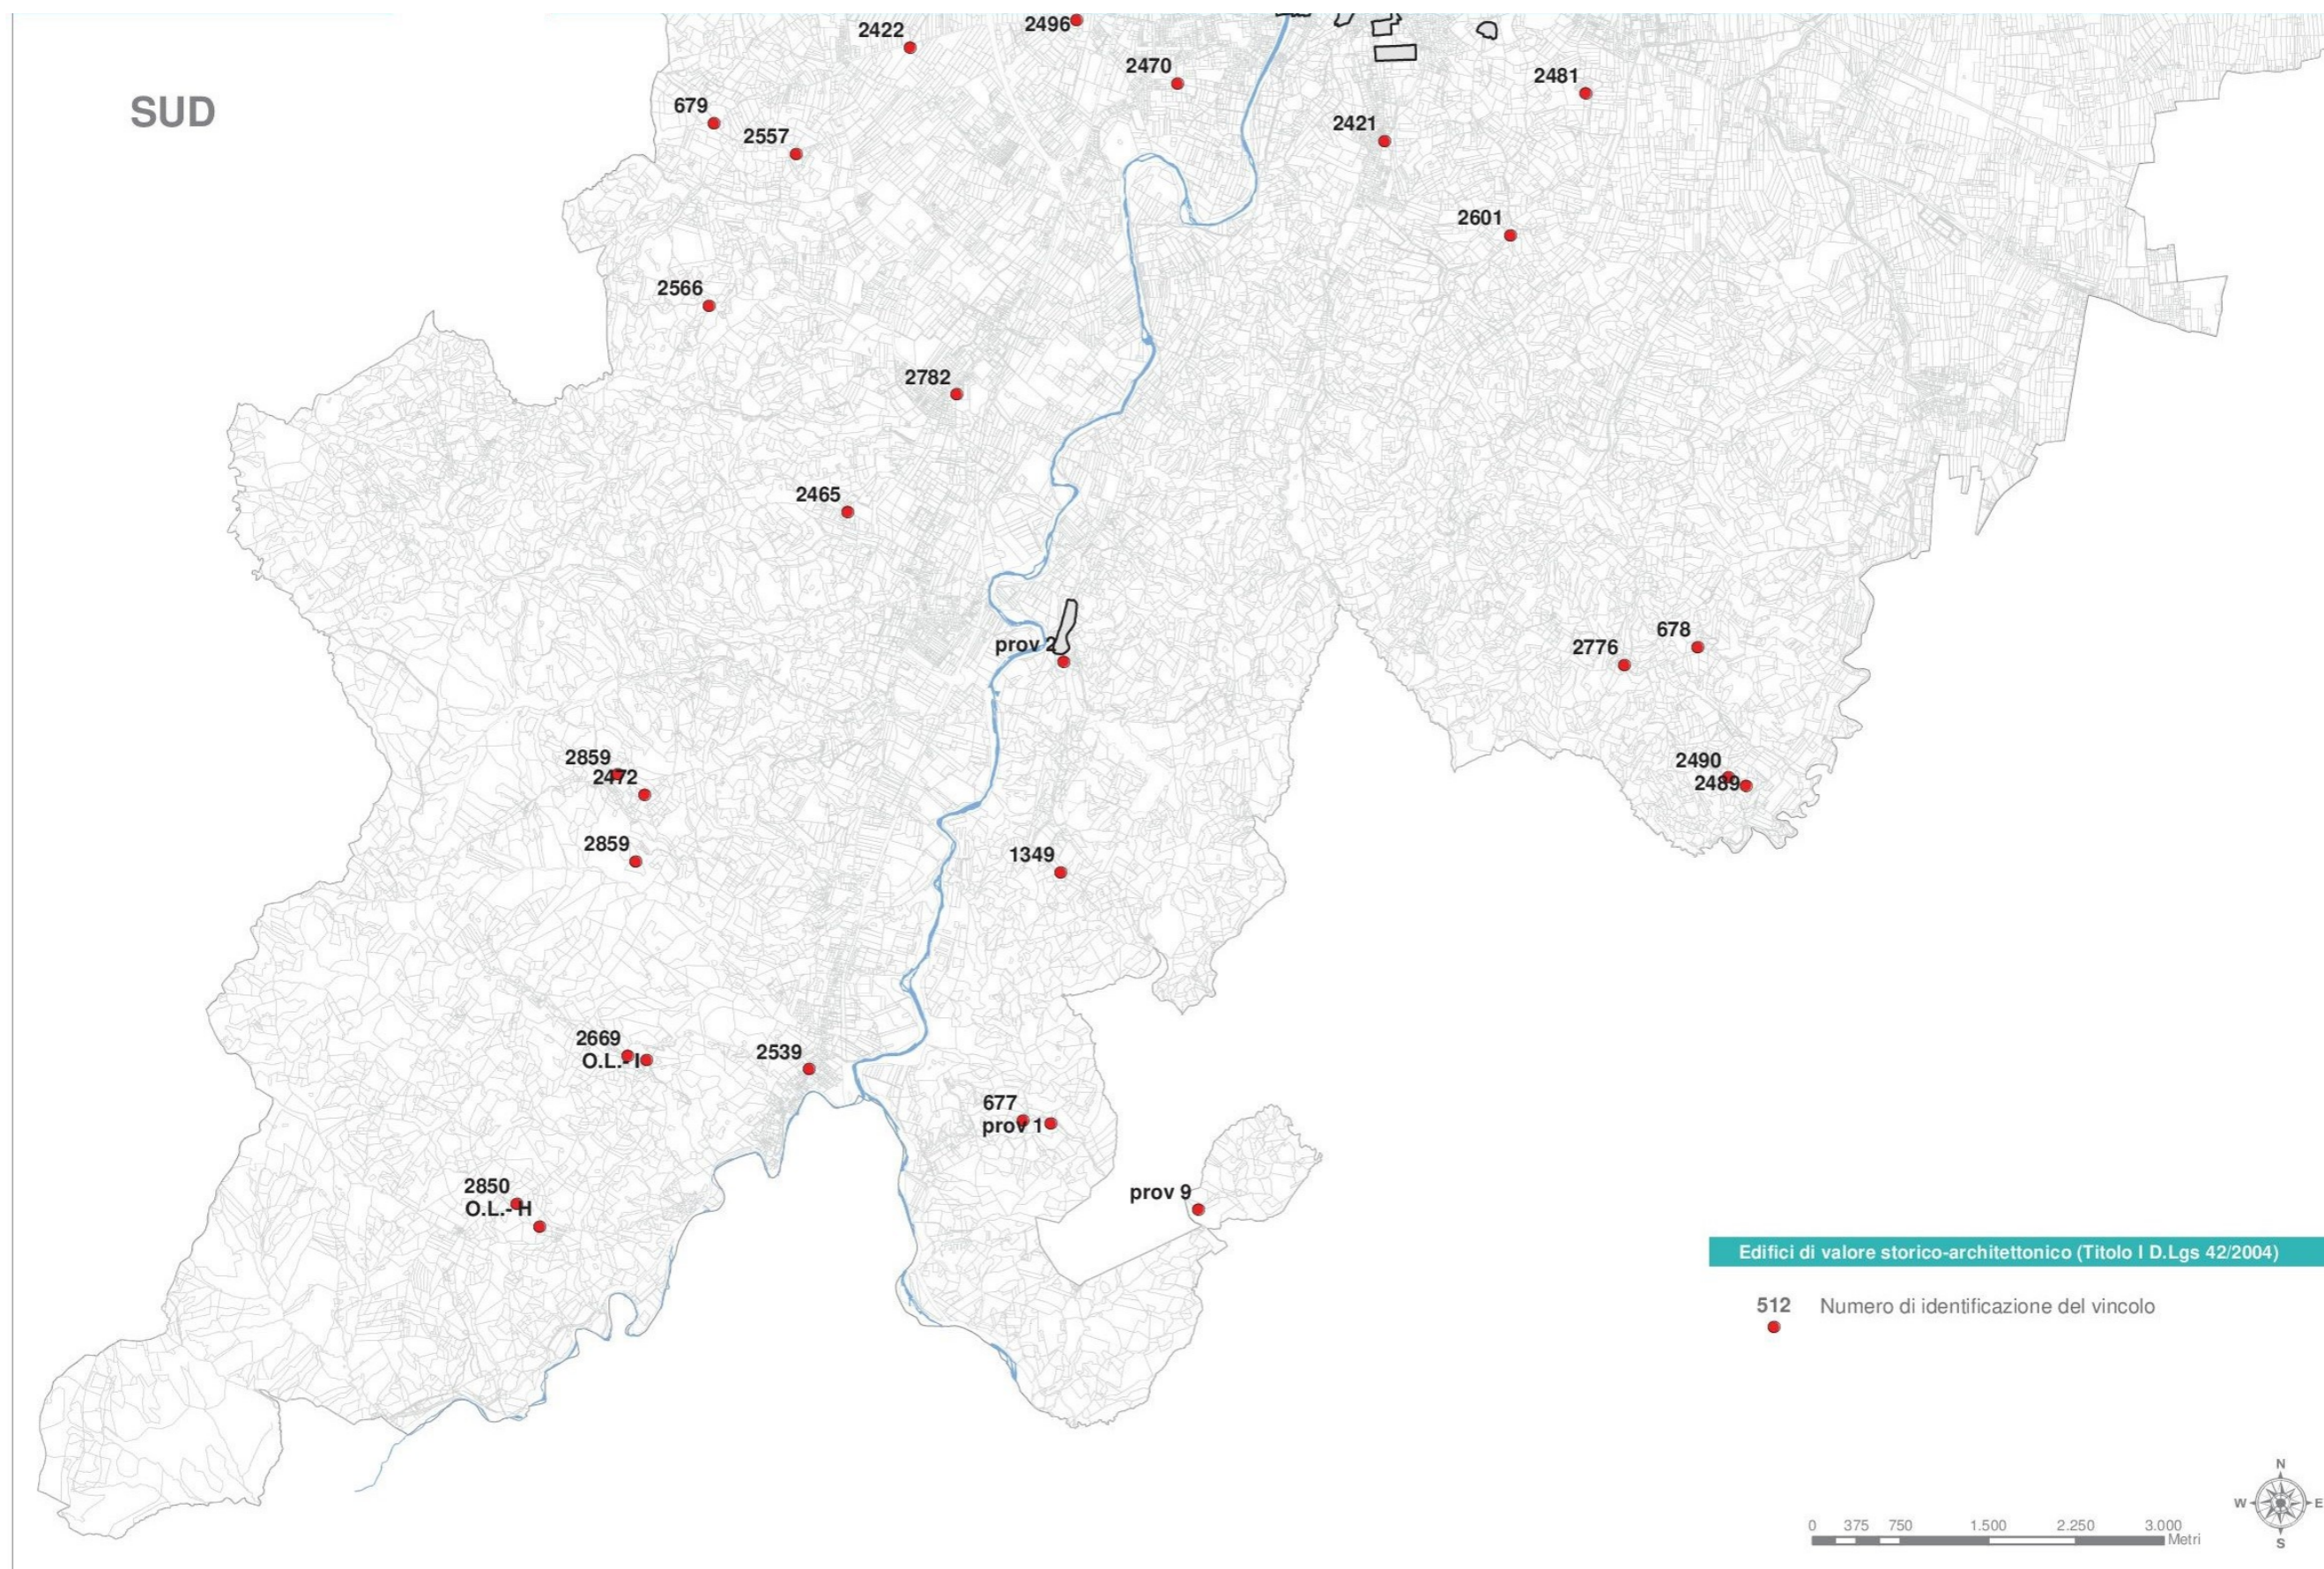 2422
2496
2470
2481
SUD
679
2557
2421
2601
2566
2782
2465
prov 2
678
2776
2859
2472
2490
2489
2859
1349
2669
O.L.- I
2539
677
prov 1
2850
O.L.- H
prov 9
Edifici di valore storico-architettonico (Titolo I D.Lgs 42/2004)
512 Numero di identificazione del vincolo
N
W E
S
0 375 750 1.500 2.250 3.000
Metri